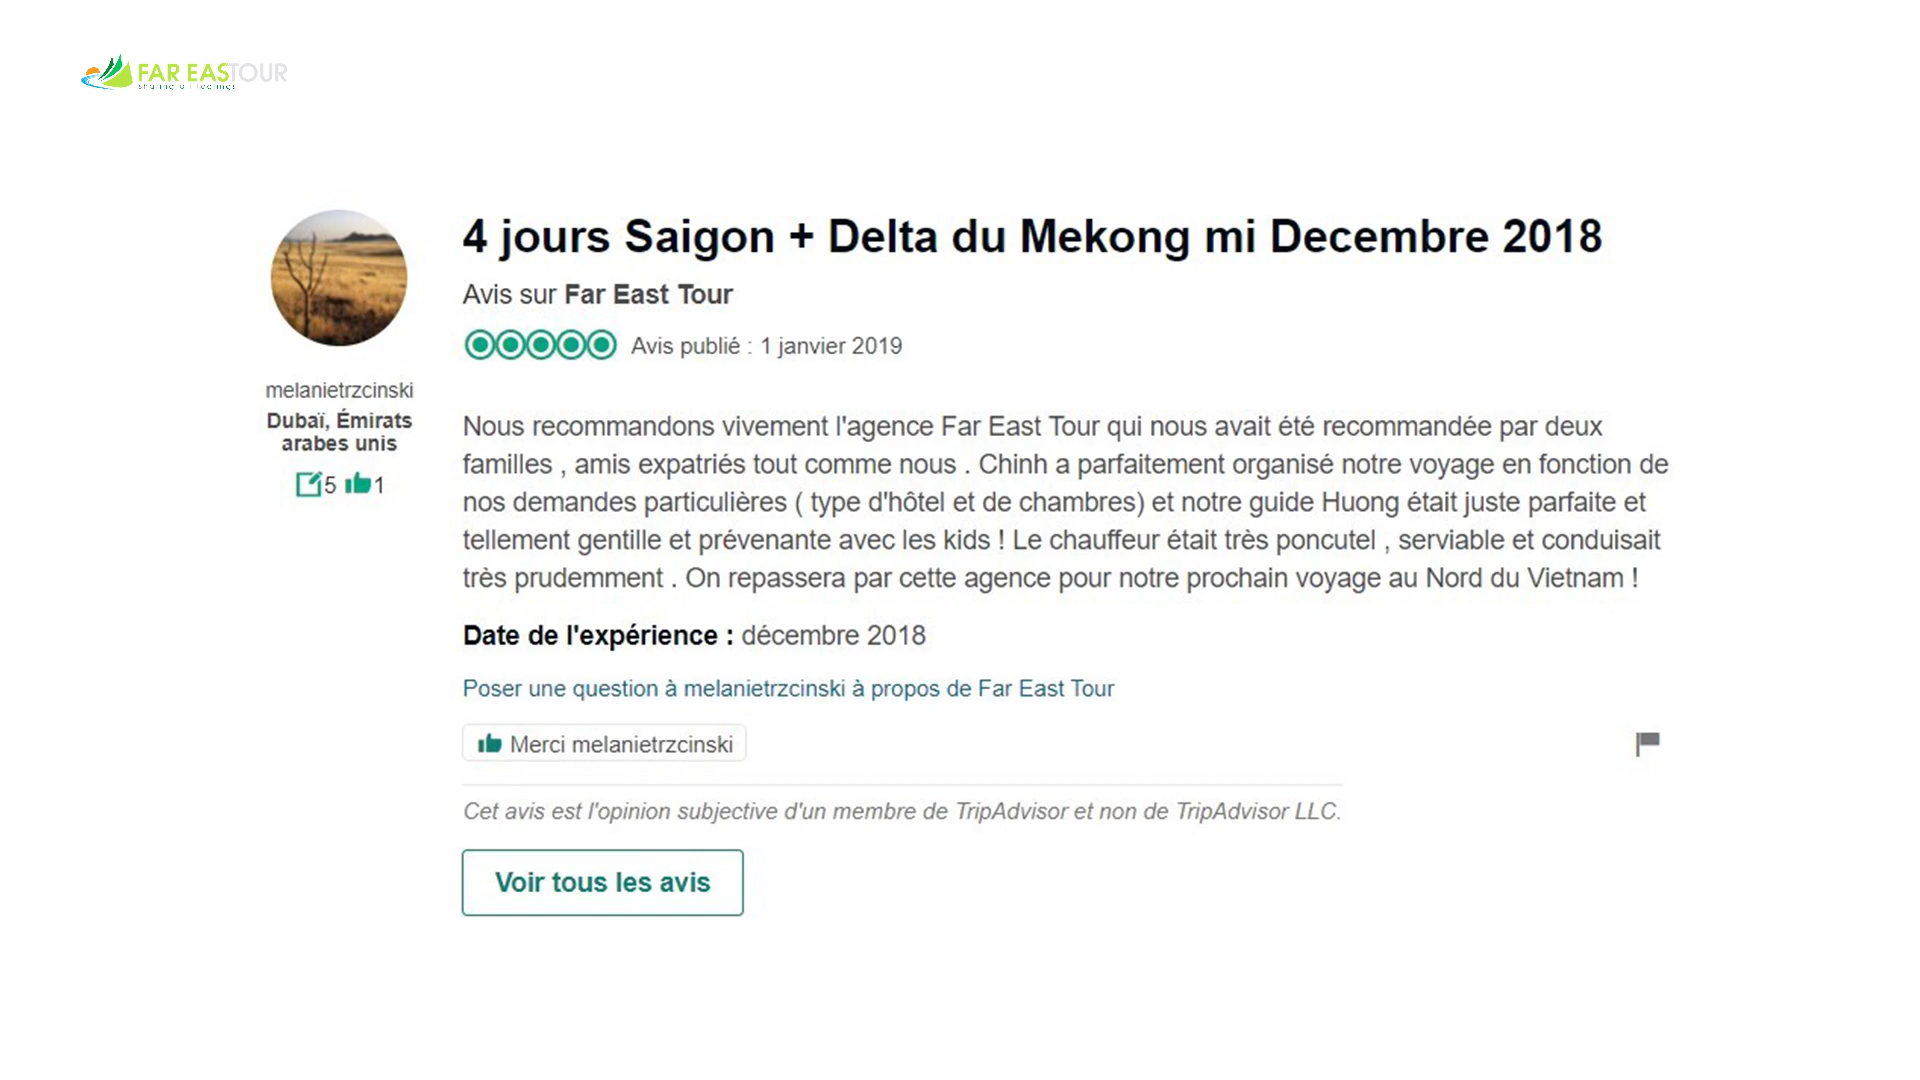 FAR EASTOUR
4 jours Saigon + Delta du Mekong mi Decembre 2018
Avis sur Far East Tour
Avis publié : 1 janvier 2019
melanietrzcinski
Dubaï, Émirats
arabes unis
5 1
Nous recommandons vivement l'agence Far East Tour qui nous avait été recommandée par deux
familles , amis expatriés tout comme nous . Chinh a parfaitement organisé notre voyage en fonction de
nos demandes particulières ( type d'hôtel et de chambres) et notre guide Huong était juste parfaite et
tellement gentille et prévenante avec les kids ! Le chauffeur était très poncutel , serviable et conduisait
très prudemment . On repassera par cette agence pour notre prochain voyage au Nord du Vietnam !
Date de l'expérience : décembre 2018
Poser une question à melanietrzcinski à propos de Far East Tour
Merci melanietrzcinski
Cet avis est l'opinion subjective d'un membre de TripAdvisor et non de TripAdvisor LLC.
Voir tous les avis